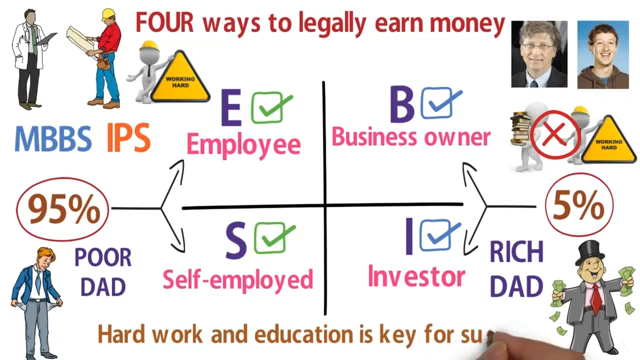 FOUR ways to legally earn money
WORKING
HARD
MBBS IPS
E
Employee
B
Business owner
WORKING
HARD
95%
5%
POOR
DAD
S
Self-employed
I
Investor
RICH
DAD
Hard work and education is key for su